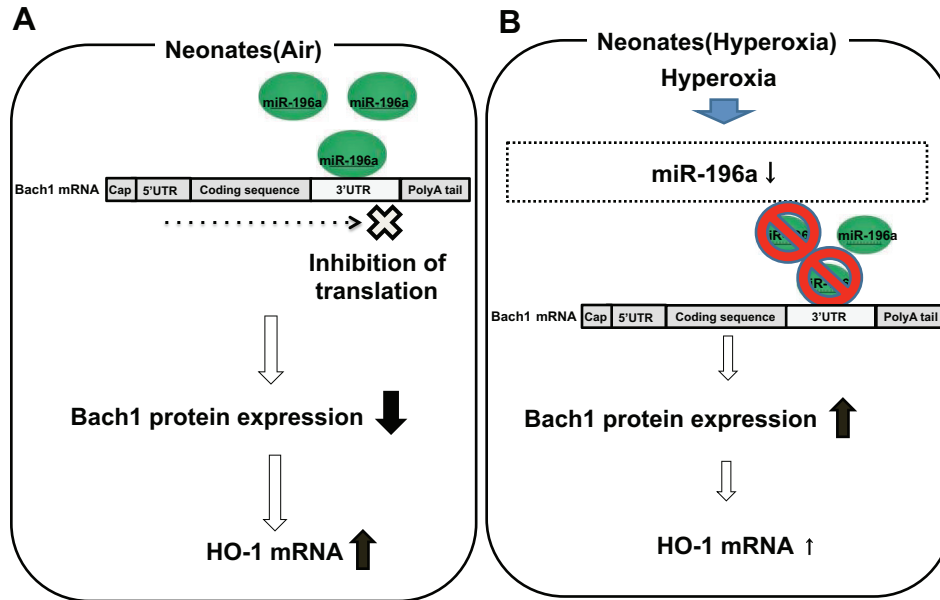 A
Neonates(Air)
miR-196a
miR-196a
miR-196a
Bach1 mRNA
Cap
5'UTR
Coding sequence
3'UTR
PolyA tail
Inhibition of
translation
Bach1 protein expression
HO-1 mRNA
B
Neonates(Hyperoxia)
Hyperoxia
miR-196a ↓
miR-196a
Bach1 mRNA
Cap
5'UTR
Coding sequence
3'UTR
PolyA tail
Bach1 protein expression
HO-1 mRNA ↑